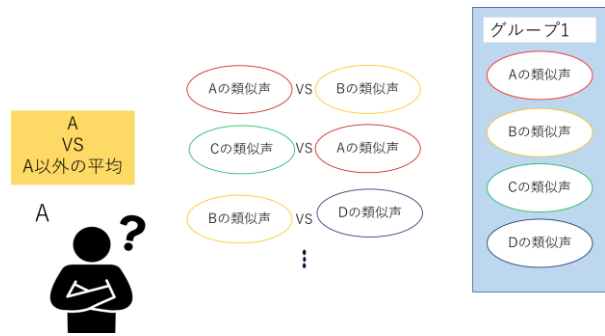 グループ1
Aの類似声 VS Bの類似声
Aの類似声
A
VS
A以外の平均
Cの類似声 VS Aの類似声
Bの類似声
Cの類似声
A
?
Bの類似声 VS Dの類似声
Dの類似声